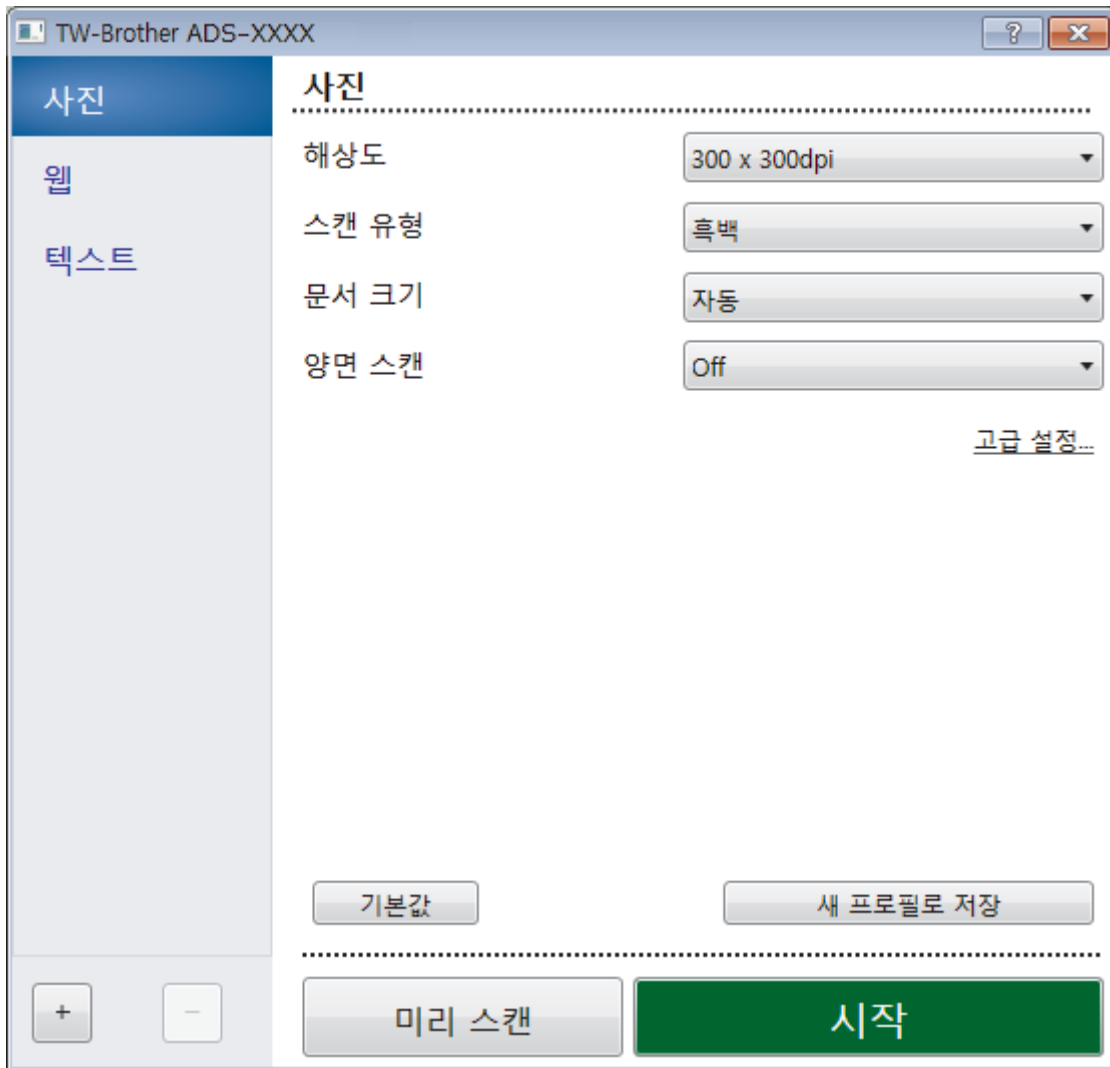 TW-Brother ADS-XXXX
사진
웹
텍스트
사진
해상도 300 x 300dpi
스캔 유형 흑백
문서 크기 자동
양면 스캔 Off
고급 설정...
기본값 새 프로필로 저장
+ − 미리 스캔 시작